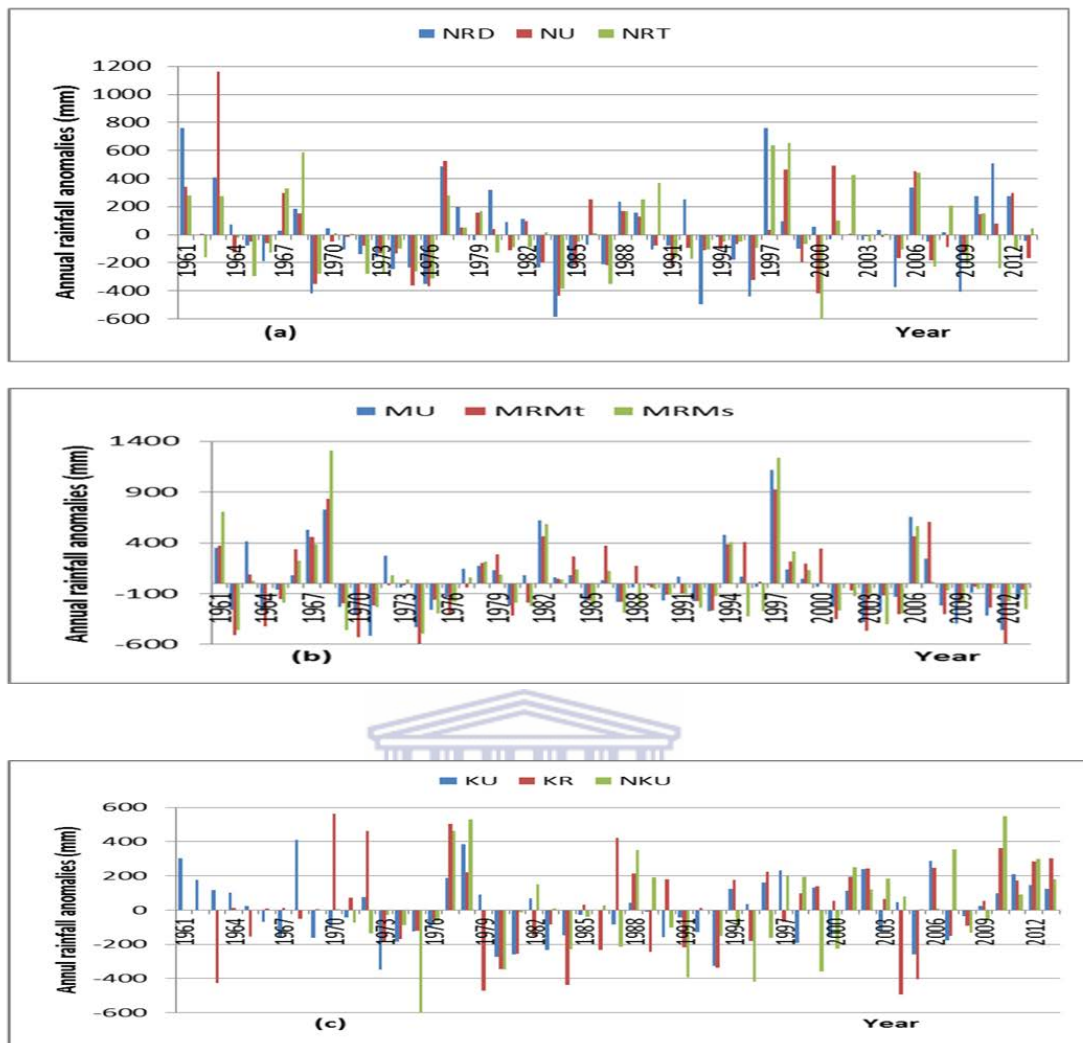 NRD NU NRT
Annual rainfall anomalies (mm)
1200
1000
800
600
400
200
0
-200
-400
-600
1961 1964 1967 1970 1973 1976 1979 1982 1985 1988 1991 1994 1997 2000 2003 2006 2009 2012
(a) Year
MU MRMt MRMs
Annual rainfall anomalies (mm)
1400
900
400
-100
-600
1961 1964 1967 1970 1973 1976 1979 1982 1985 1988 1991 1994 1997 2000 2003 2006 2009 2012
(b) Year
KU KR NKU
Annul rainfall anomalies (mm)
600
400
200
0
-200
-400
-600
1961 1964 1967 1970 1973 1976 1979 1982 1985 1988 1991 1994 1997 2000 2003 2006 2009 2012
(c) Year